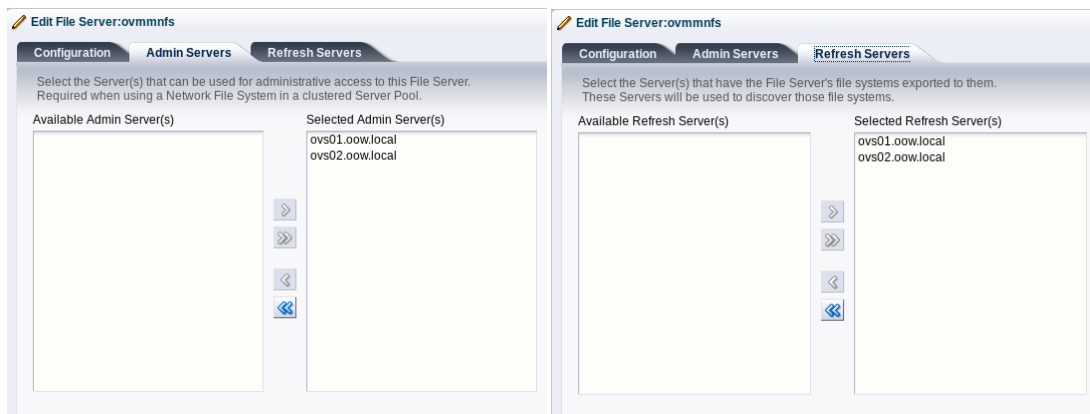 Edit File Server:ovmmnfs
Configuration Admin Servers Refresh Servers
Select the Server(s) that can be used for administrative access to this File Server.
Required when using a Network File System in a clustered Server Pool.
Available Admin Server(s) Selected Admin Server(s)
ovs01.oow.local
ovs02.oow.local
Edit File Server:ovmmnfs
Configuration Admin Servers Refresh Servers
Select the Server(s) that have the File Server's file systems exported to them.
These Servers will be used to discover those file systems.
Available Refresh Server(s) Selected Refresh Server(s)
ovs01.oow.local
ovs02.oow.local